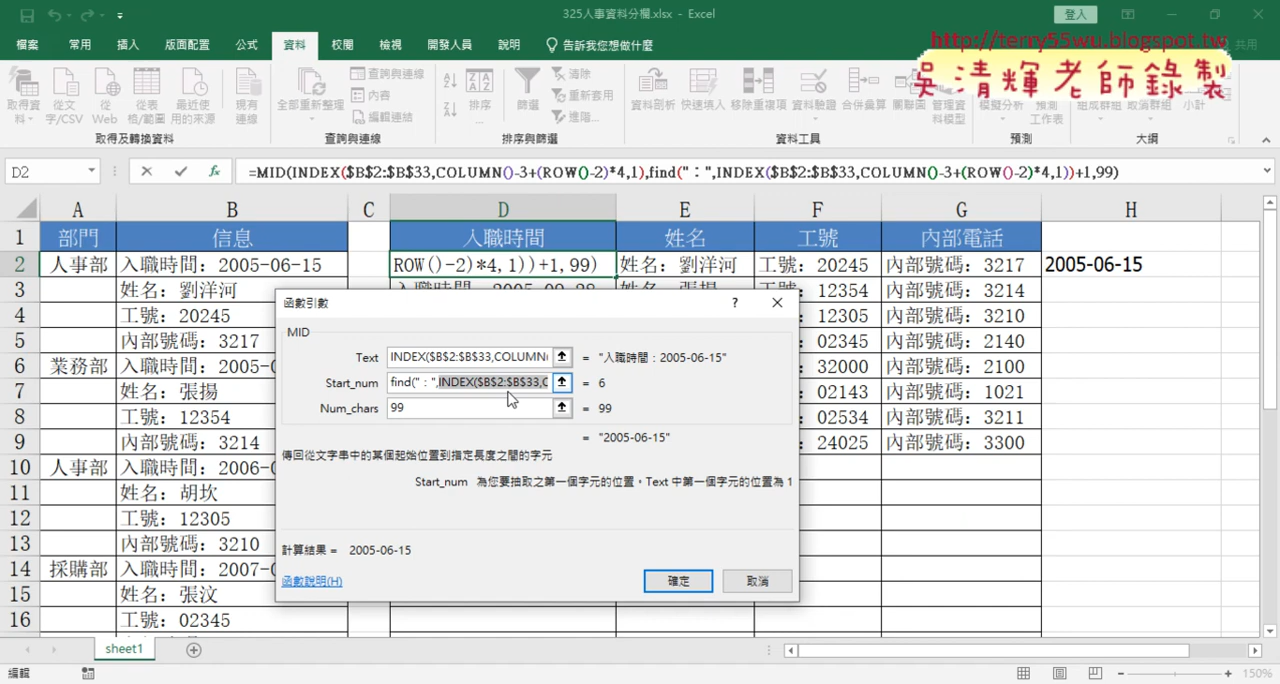 325人事資料分欄.xlsx - Excel
登入
檔案 常用 插入 版面配置 公式 資料 校閱 檢視 開發人員 說明 告訴我您想做什麼 共用
http://terry55wu.blogspot.tw
吳清輝老師錄製
取得資料 從文字/CSV 從 Web 從表格/範圍 最近使用的來源 現有連線
全部重新整理 查詢與連線 內容 編輯連結
排序 篩選 清除 重新套用 進階...
資料剖析 快速填入 移除重複項 資料驗證 合併彙算 關聯圖 管理資料模型
模擬分析 預測工作表 組成群組 取消群組 小計
取得及轉換資料 查詢與連線 排序與篩選 資料工具 預測 大綱
D2 =MID(INDEX($B$2:$B$33,COLUMN()-3+(ROW()-2)*4,1),find("：",INDEX($B$2:$B$33,COLUMN()-3+(ROW()-2)*4,1))+1,99)
A B C D E F G H
1 部門 信息 入職時間 姓名 工號 內部電話
2 人事部 入職時間：2005-06-15 ROW()-2)*4,1))+1,99) 姓名：劉洋河 工號：20245 內部號碼：3217 2005-06-15
3 姓名：劉洋河 ：12354 內部號碼：3214
4 工號：20245 ：12305 內部號碼：3210
5 內部號碼：3217 ：02345 內部號碼：2140
6 業務部 入職時間：2005-0 ：32000 內部號碼：2100
7 姓名：張揚 ：02143 內部號碼：1021
8 工號：12354 ：02534 內部號碼：3211
9 內部號碼：3214 ：24025 內部號碼：3300
10 人事部 入職時間：2006-0
11 姓名：胡坎
12 工號：12305
13 內部號碼：3210
14 採購部 入職時間：2007-0
15 姓名：張汶
16 工號：02345
函數引數 ?
MID
Text INDEX($B$2:$B$33,COLUMN( = "入職時間：2005-06-15"
Start_num find("：",INDEX($B$2:$B$33,C = 6
Num_chars 99 = 99
= "2005-06-15"
傳回從文字串中的某個起始位置到指定長度之間的字元
Start_num 為您要抽取之第一個字元的位置。Text 中第一個字元的位置為 1
計算結果 = 2005-06-15
函數說明(H)
確定 取消
sheet1
編輯
150%